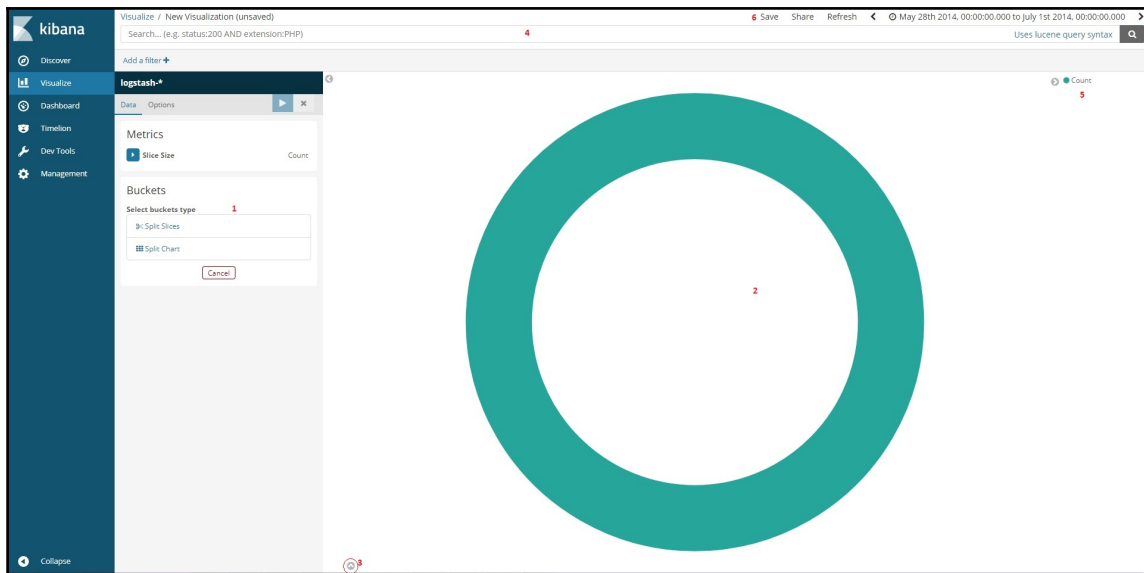 kibana
Discover
Visualize
Dashboard
Timelion
Dev Tools
Management
Collapse
Visualize / New Visualization (unsaved)
6 Save Share Refresh May 28th 2014, 00:00:00.000 to July 1st 2014, 00:00:00.000
Search... (e.g. status:200 AND extension:PHP) 4 Uses lucene query syntax
Add a filter +
logstash-*
Data Options
Metrics
Slice Size Count
Buckets
Select buckets type 1
Split Slices
Split Chart
Cancel
Count
5
2
3